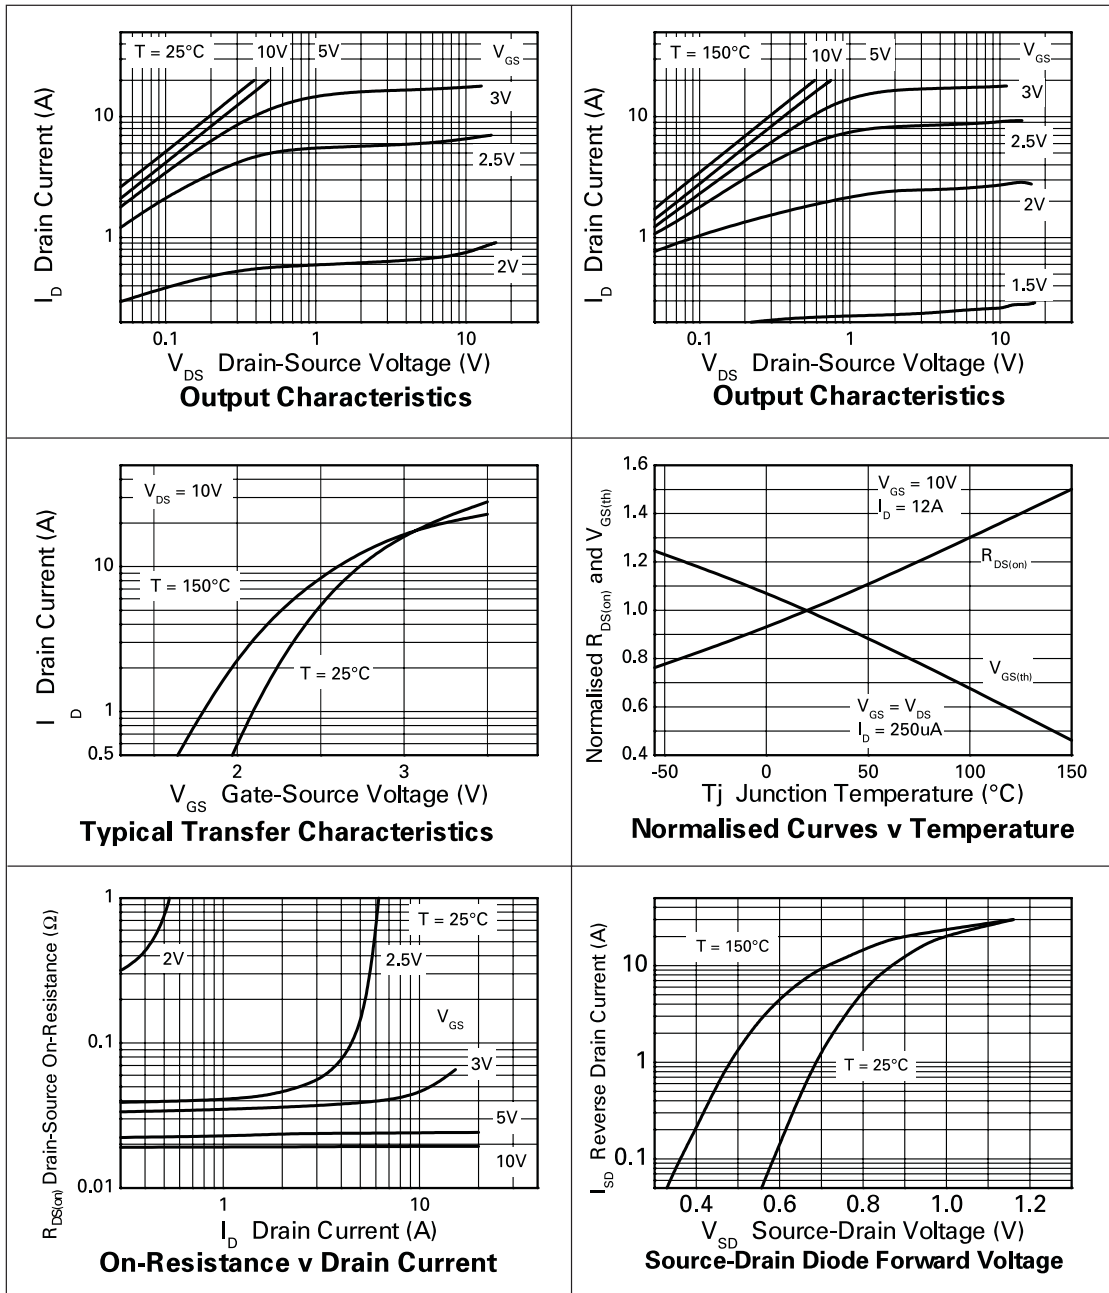 T = 25°C
10V
5V
VGS
3V
2.5V
2V
10
1
0.1
1
10
ID Drain Current (A)
VDS Drain-Source Voltage (V)
Output Characteristics
T = 150°C
10V
5V
VGS
3V
2.5V
2V
1.5V
10
1
0.1
1
10
ID Drain Current (A)
VDS Drain-Source Voltage (V)
Output Characteristics
VDS = 10V
T = 150°C
T = 25°C
10
1
0.5
2
3
ID Drain Current (A)
VGS Gate-Source Voltage (V)
Typical Transfer Characteristics
1.6
1.4
1.2
1.0
0.8
0.6
0.4
VGS = 10V
ID = 12A
RDS(on)
VGS(th)
VGS = VDS
ID = 250uA
-50
0
50
100
150
Normalised RDS(on) and VGS(th)
Tj Junction Temperature (°C)
Normalised Curves v Temperature
1
0.1
0.01
T = 25°C
2V
2.5V
VGS
3V
5V
10V
1
10
RDS(on) Drain-Source On-Resistance (Ω)
ID Drain Current (A)
On-Resistance v Drain Current
T = 150°C
T = 25°C
10
1
0.1
0.4
0.6
0.8
1.0
1.2
ISD Reverse Drain Current (A)
VSD Source-Drain Voltage (V)
Source-Drain Diode Forward Voltage